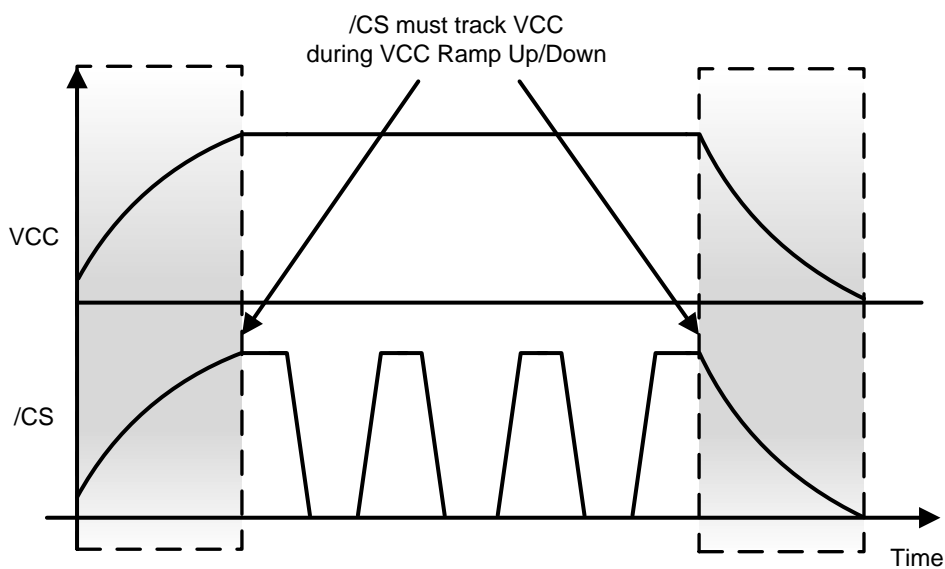 /CS must track VCC
during VCC Ramp Up/Down
VCC
/CS
Time